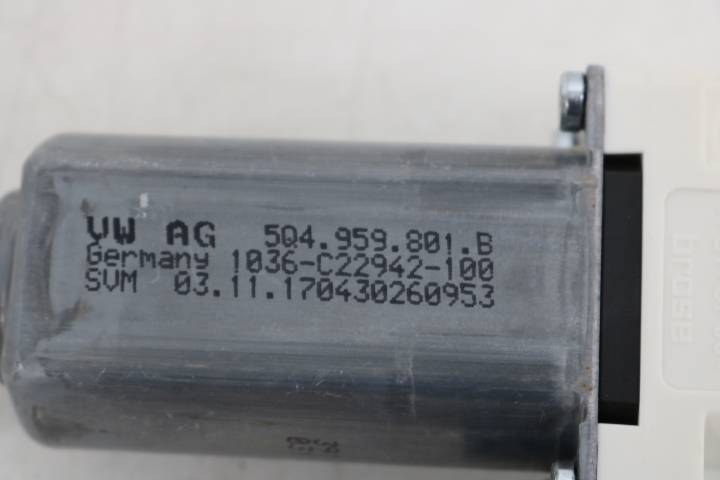 VW AG 5Q4.959.801.B
Germany 1036-C22942-100
SVM 03.11.170430260953
brose